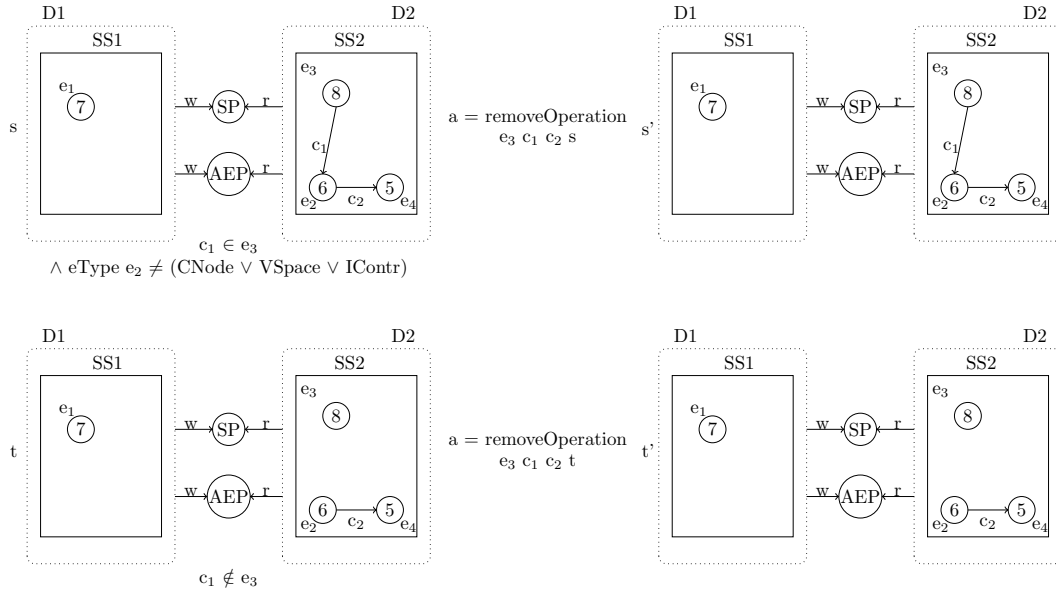 D1 D2 D1 D2
SS1 SS2 SS1 SS2
e₃ e₃
e₁ 8 e₁ 8
7 w SP r a = removeOperation 7 w SP r
s e₃ c₁ c₂ s s'
c₁ c₁
w AEP r w AEP r
6 5 6 5
e₂ c₂ e₄ e₂ c₂ e₄
c₁ ∈ e₃
∧ eType e₂ ≠ (CNode ∨ VSpace ∨ IContr)
D1 D2 D1 D2
SS1 SS2 SS1 SS2
e₃ e₃
e₁ 8 e₁ 8
7 w SP r a = removeOperation 7 w SP r
t e₃ c₁ c₂ t t'
w AEP r w AEP r
6 5 6 5
e₂ c₂ e₄ e₂ c₂ e₄
c₁ ∉ e₃